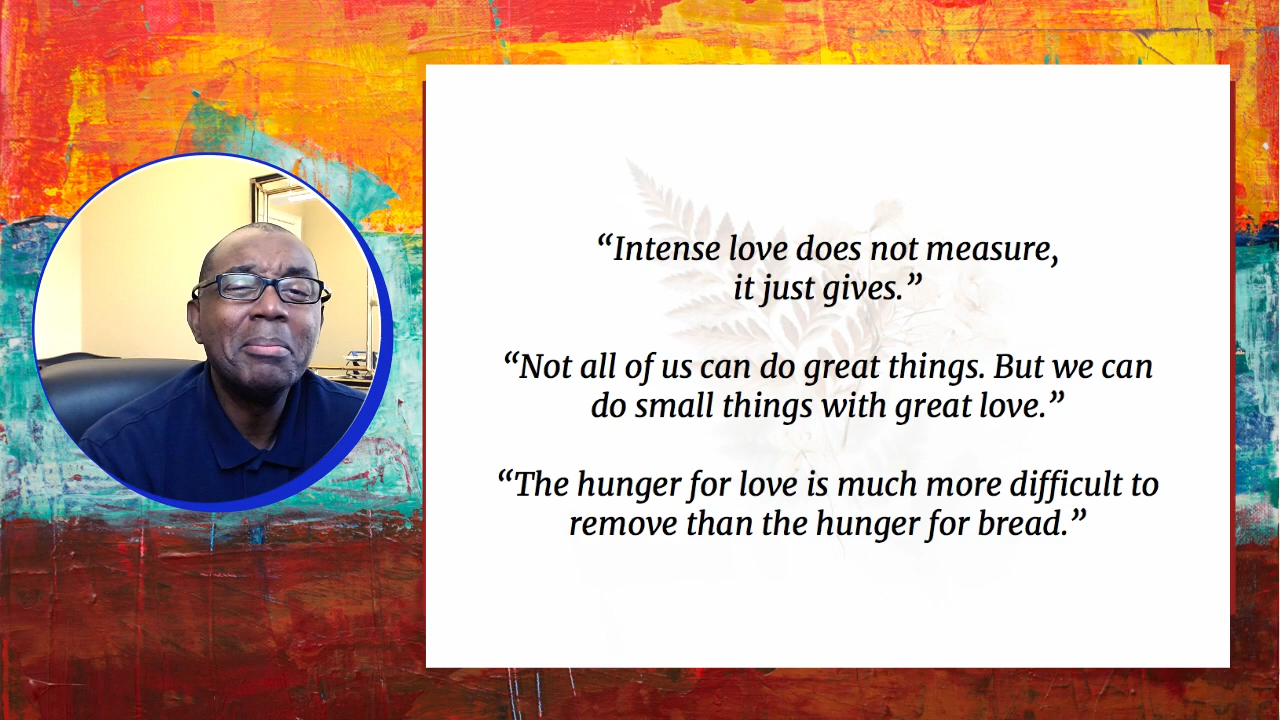 “Intense love does not measure,
it just gives.”
“Not all of us can do great things. But we can
do small things with great love.”
“The hunger for love is much more difficult to
remove than the hunger for bread.”